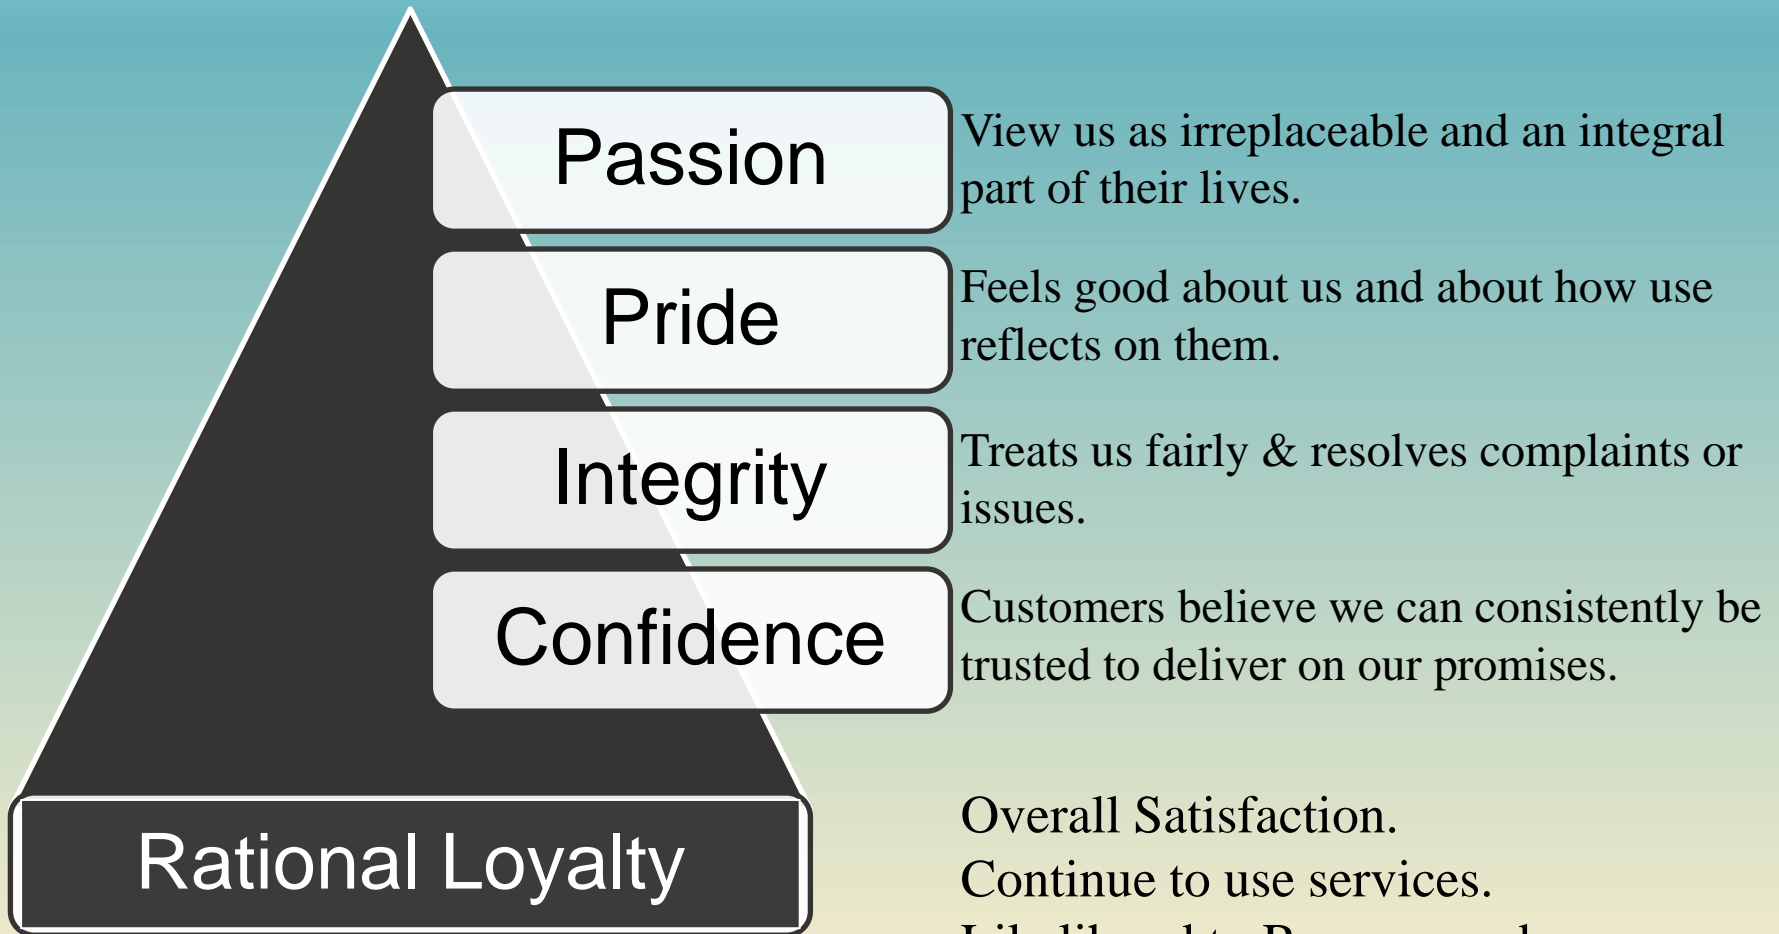 Passion
View us as irreplaceable and an integral
part of their lives.
Pride
Feels good about us and about how use
reflects on them.
Integrity
Treats us fairly & resolves complaints or
issues.
Confidence
Customers believe we can consistently be
trusted to deliver on our promises.
Rational Loyalty
Overall Satisfaction.
Continue to use services.